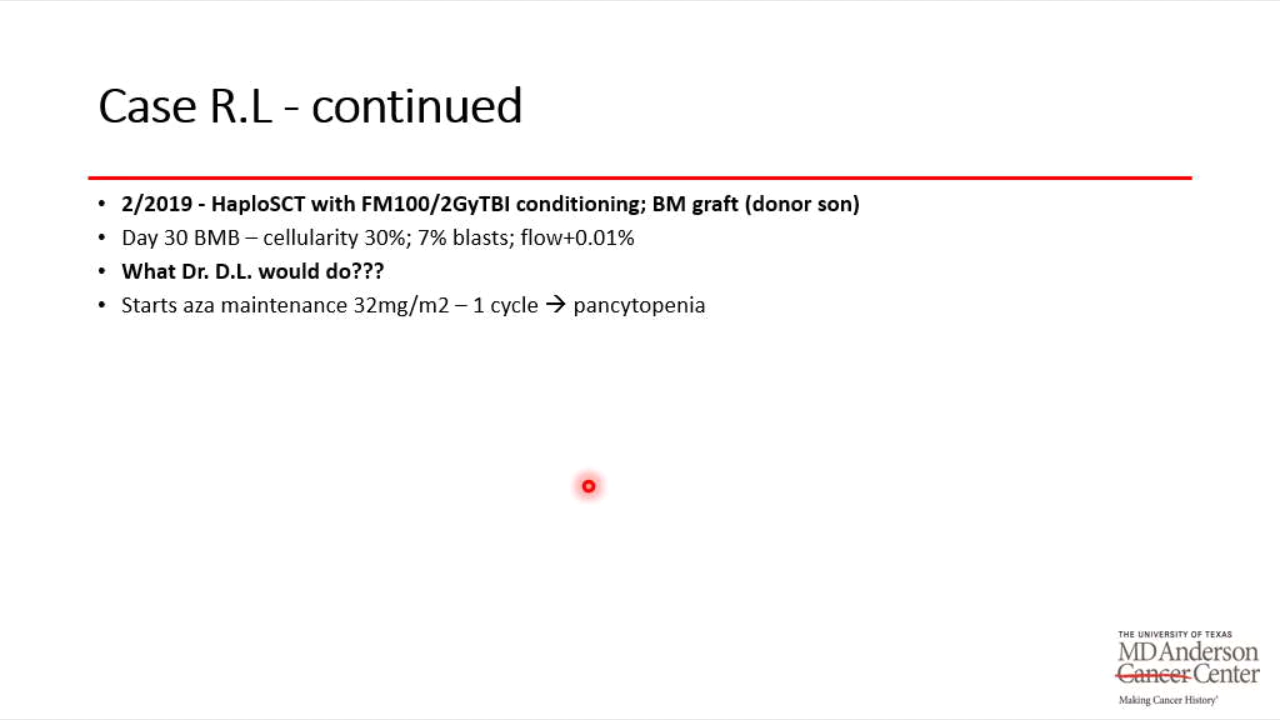 Case R.L - continued
• 2/2019 - HaploSCT with FM100/2GyTBI conditioning; BM graft (donor son)
• Day 30 BMB – cellularity 30%; 7% blasts; flow+0.01%
• What Dr. D.L. would do???
• Starts aza maintenance 32mg/m2 – 1 cycle → pancytopenia
THE UNIVERSITY OF TEXAS
MD Anderson
Cancer Center
Making Cancer History®